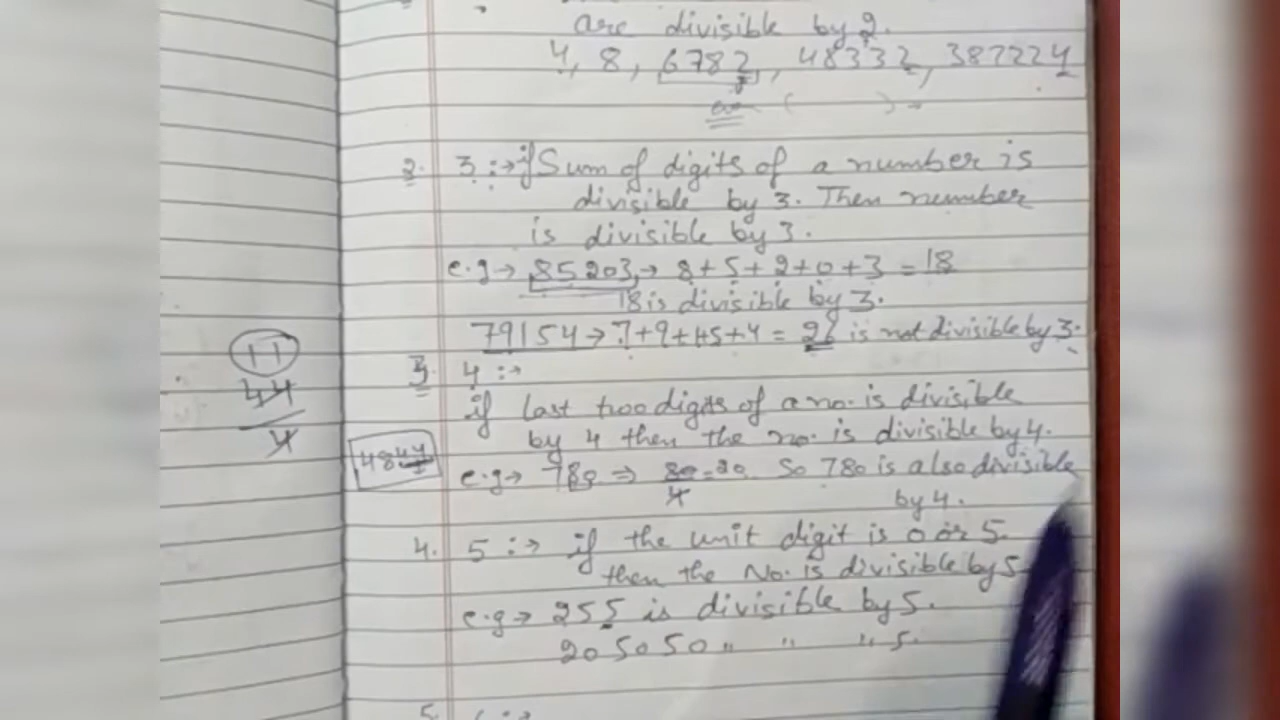 are divisible by 2.
4, 8, 6782, 48332, 387224
2. 3 :→ if Sum of digits of a number is
divisible by 3. Then number
is divisible by 3.
e.g → 85203 → 8+5+2+0+3 = 18
18 is divisible by 3.
79154 → 7+9+1+5+4 = 26 is not divisible by 3.
3. 4 :→
if last two digits of a no. is divisible
by 4 then the no. is divisible by 4.
e.g → 780 ⇒ 80/4 = 20 So 780 is also divisible
by 4.
11
44
4
4844
4. 5 :→ if the unit digit is 0 or 5.
then the No. is divisible by 5
e.g → 255 is divisible by 5.
205050 " " " 5.